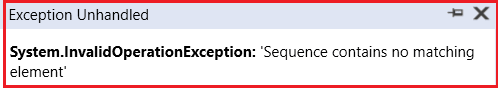 Exception Unhandled
System.InvalidOperationException: 'Sequence contains no matching
element'